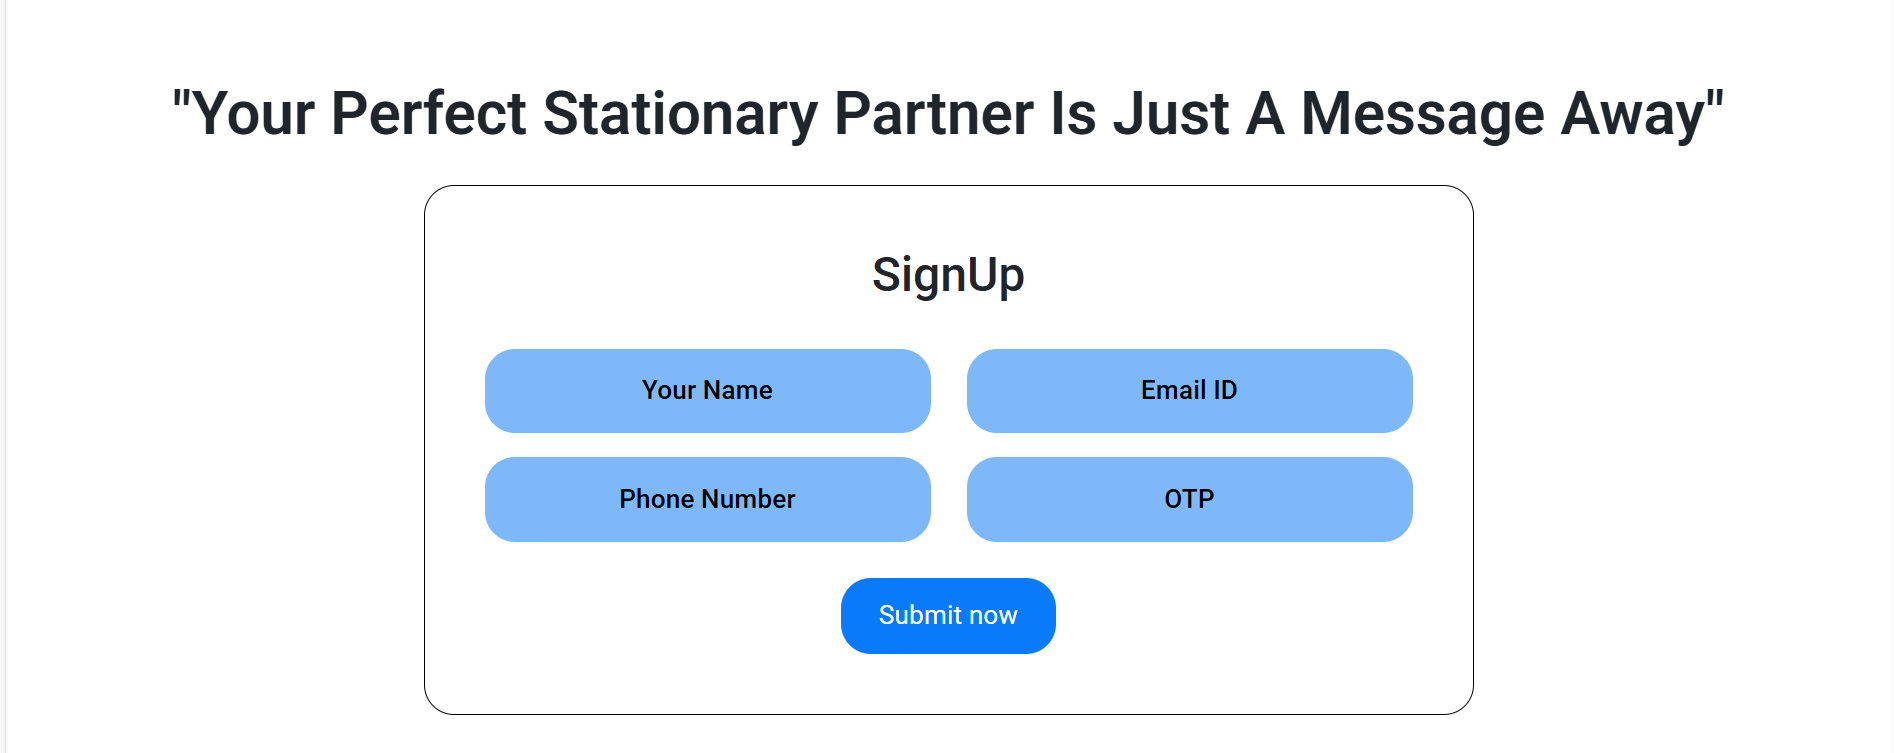 "Your Perfect Stationary Partner Is Just A Message Away"
SignUp
Your Name
Email ID
Phone Number
OTP
Submit now